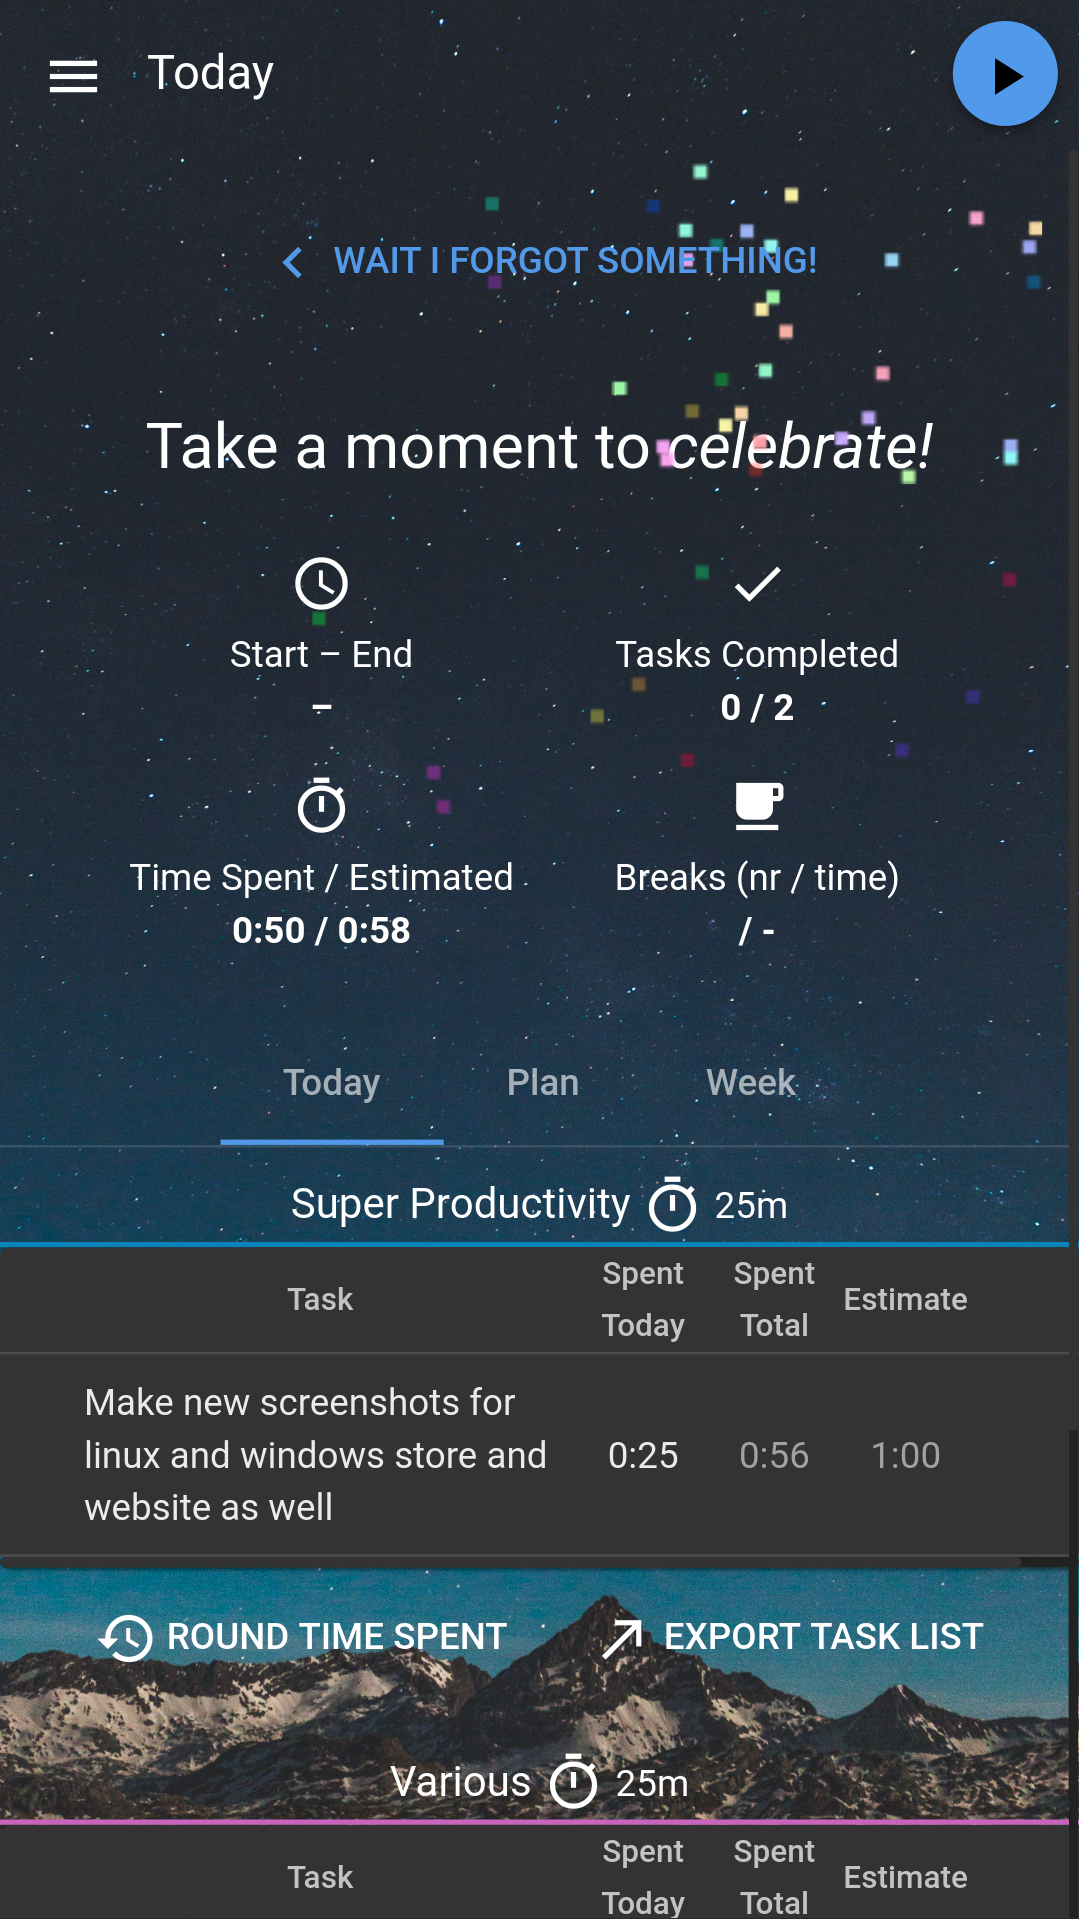 Today
WAIT I FORGOT SOMETHING!
Take a moment to celebrate!
Start – End
–
Tasks Completed
0 / 2
Time Spent / Estimated
0:50 / 0:58
Breaks (nr / time)
/ -
Today Plan Week
Super Productivity 25m
Task Spent Today Spent Total Estimate
Make new screenshots for
linux and windows store and
website as well
0:25 0:56 1:00
ROUND TIME SPENT EXPORT TASK LIST
Various 25m
Task Spent Today Spent Total Estimate